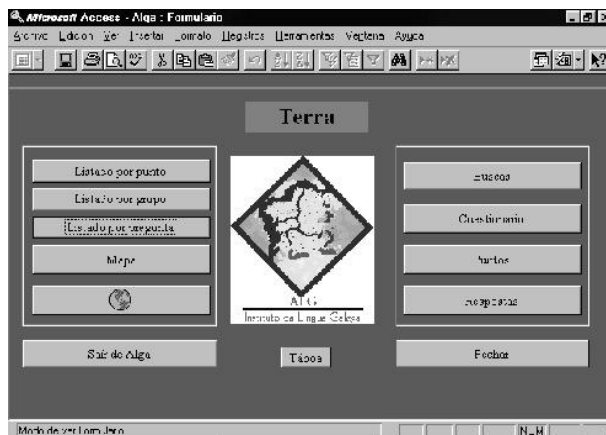 Microsoft Access - Alga : Formulario
Archivo Edición Ver Insertar Formato Registros Herramientas Ventana Ayuda
Terra
Listado por punto
Listado por grupo
Listado por pregunta
Mapa
Buscas
Cuestionario
Puntos
Respostas
ALG
Instituto da Lingua Galega
Saír de Alga
Táboa
Fechar
Modo de ver Formulario
NUM